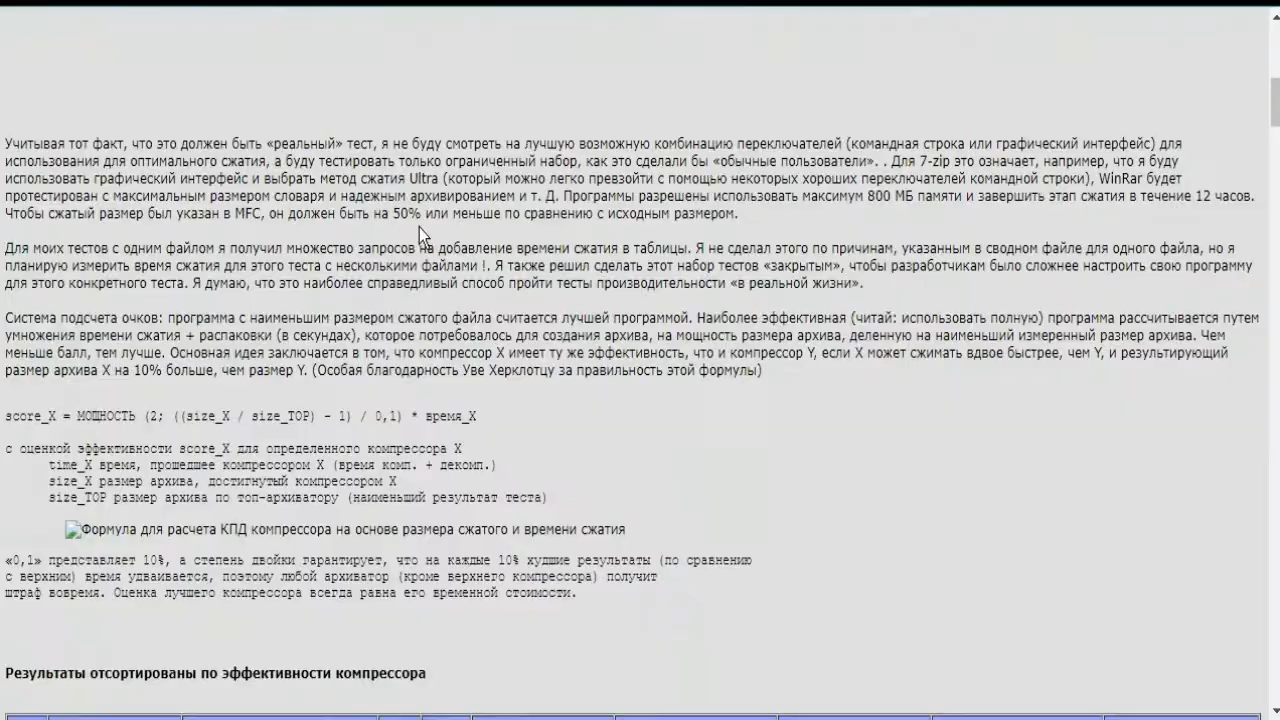 Учитывая тот факт, что это должен быть «реальный» тест, я не буду смотреть на лучшую возможную комбинацию переключателей (командная строка или графический интерфейс) для
использования для оптимального сжатия, а буду тестировать только ограниченный набор, как это сделали бы «обычные пользователи». . Для 7-zip это означает, например, что я буду
использовать графический интерфейс и выбрать метод сжатия Ultra (который можно легко превзойти с помощью некоторых хороших переключателей командной строки), WinRar будет
протестирован с максимальным размером словаря и надежным архивированием и т. Д. Программы разрешены использовать максимум 800 МБ памяти и завершить этап сжатия в течение 12 часов.
Чтобы сжатый размер был указан в MFC, он должен быть на 50% или меньше по сравнению с исходным размером.
Для моих тестов с одним файлом я получил множество запросов на добавление времени сжатия в таблицы. Я не сделал этого по причинам, указанным в сводном файле для одного файла, но я
планирую измерить время сжатия для этого теста с несколькими файлами !. Я также решил сделать этот набор тестов «закрытым», чтобы разработчикам было сложнее настроить свою программу
для этого конкретного теста. Я думаю, что это наиболее справедливый способ пройти тесты производительности «в реальной жизни».
Система подсчета очков: программа с наименьшим размером сжатого файла считается лучшей программой. Наиболее эффективная (читай: использовать полную) программа рассчитывается путем
умножения времени сжатия + распаковки (в секундах), которое потребовалось для создания архива, на мощность размера архива, деленную на наименьший измеренный размер архива. Чем
меньше балл, тем лучше. Основная идея заключается в том, что компрессор X имеет ту же эффективность, что и компрессор Y, если X может сжимать вдвое быстрее, чем Y, и результирующий
размер архива X на 10% больше, чем размер Y. (Особая благодарность Уве Херклотцу за правильность этой формулы)
score_X = МОЩНОСТЬ (2; ((size_X / size_TOP) - 1) / 0,1) * время_X
с оценкой эффективности score_X для определенного компрессора X
time_X время, прошедшее компрессором X (время комп. + декомп.)
size_X размер архива, достигнутый компрессором X
size_TOP размер архива по топ-архиватору (наименьший результат теста)
Формула для расчета КПД компрессора на основе размера сжатого и времени сжатия
«0,1» представляет 10%, а степень двойки гарантирует, что на каждые 10% худшие результаты (по сравнению
с верхним) время удваивается, поэтому любой архиватор (кроме верхнего компрессора) получит
штраф вовремя. Оценка лучшего компрессора всегда равна его временной стоимости.
Результаты отсортированы по эффективности компрессора